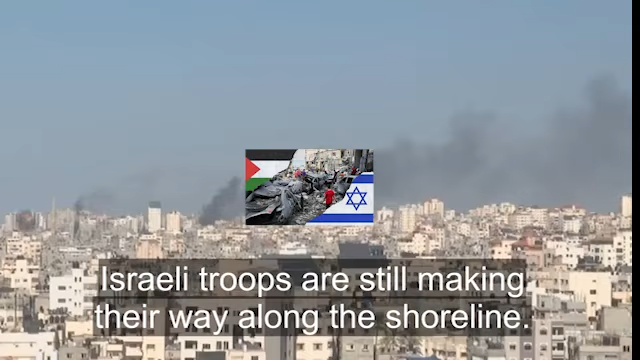 Israeli troops are still making
their way along the shoreline.